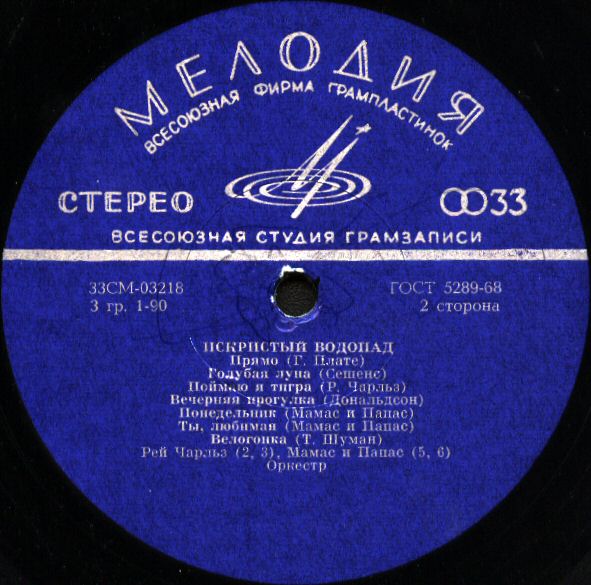 МЕЛОДИЯ
ВСЕСОЮЗНАЯ ФИРМА ГРАМПЛАСТИНОК
СТЕРЕО 33
ВСЕСОЮЗНАЯ СТУДИЯ ГРАМЗАПИСИ
33СМ-03218 ГОСТ 5289-68
3 гр. 1-90 2 сторона
ИСКРИСТЫЙ ВОДОПАД
Прямо (Г. Плате)
Голубая луна (Сешенс)
Поймаю я тигра (Р. Чарльз)
Вечерняя прогулка (Дональдсон)
Понедельник (Мамас и Папас)
Ты, любимая (Мамас и Папас)
Велогонка (Т. Шуман)
Рей Чарльз (2, 3), Мамас и Папас (5, 6)
Оркестр